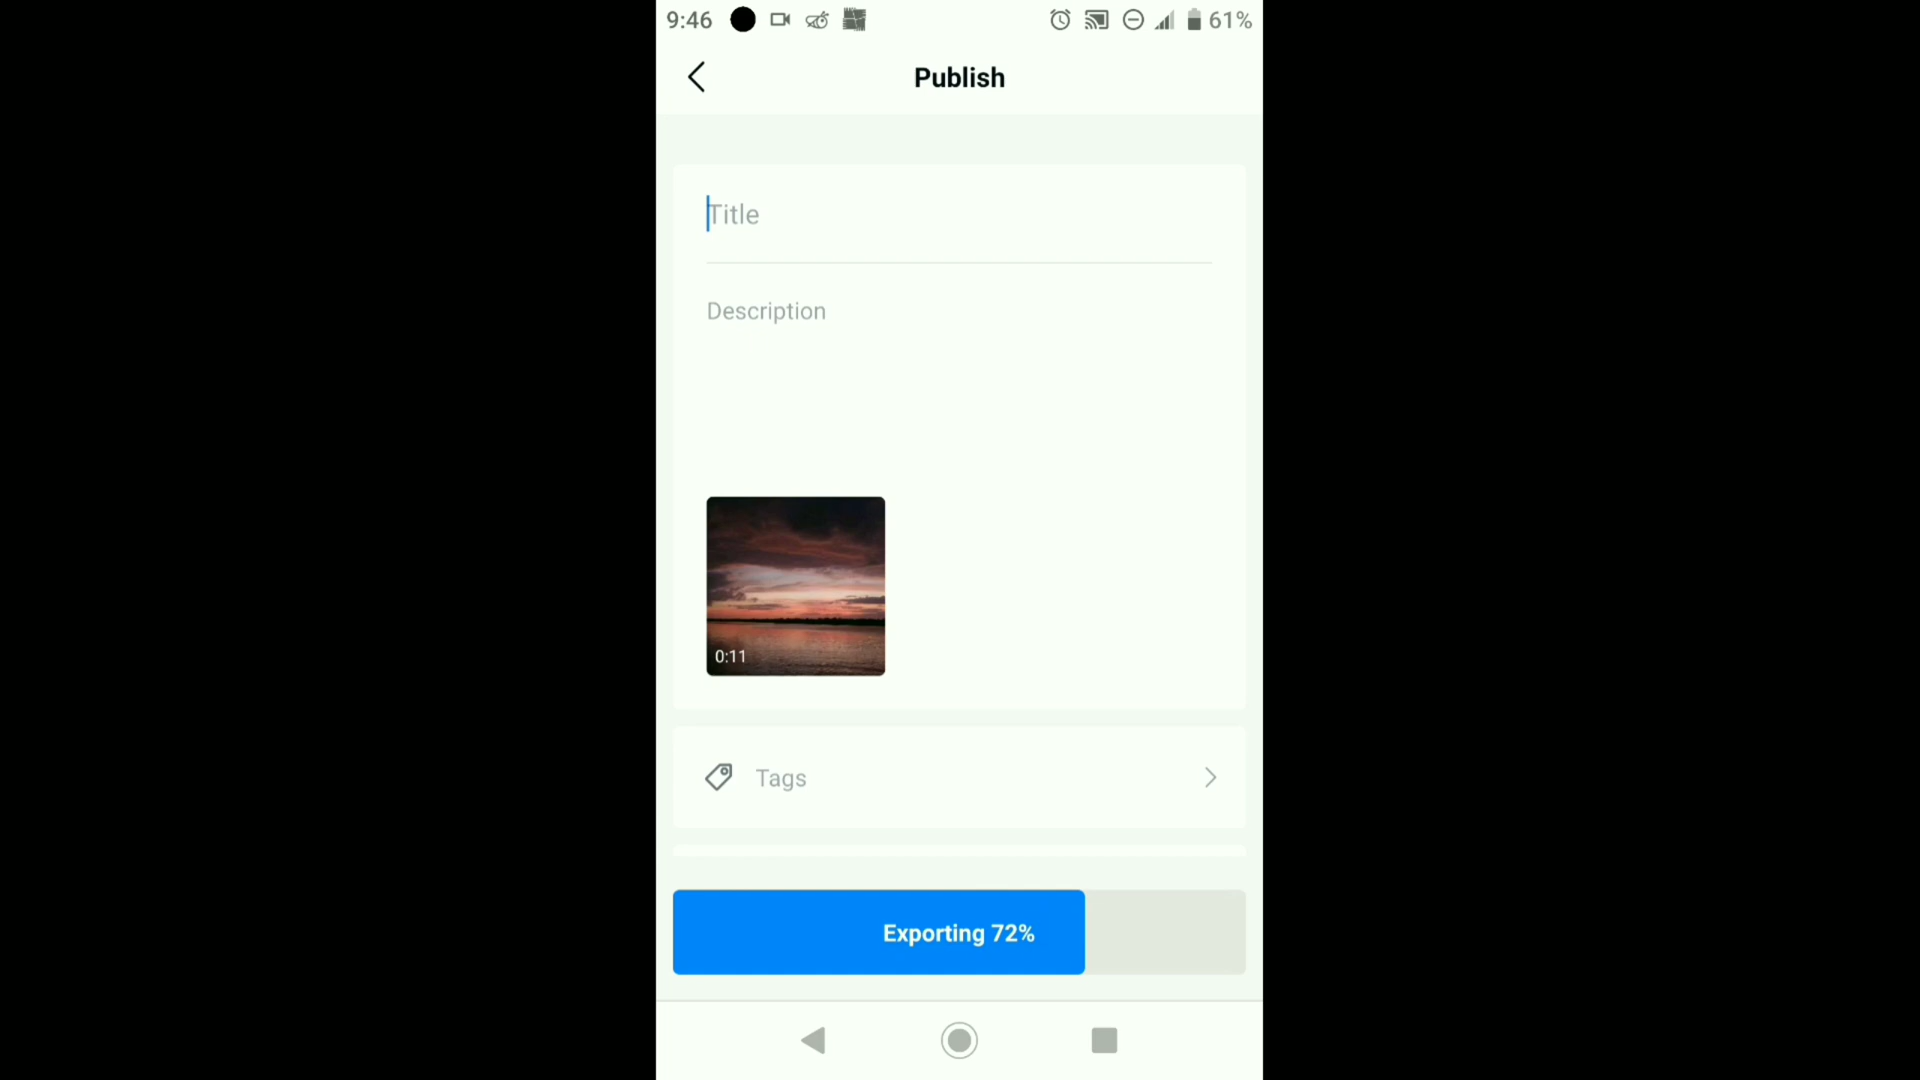 9:46
61%
Publish
Title
Description
0:11
Tags
Exporting 72%